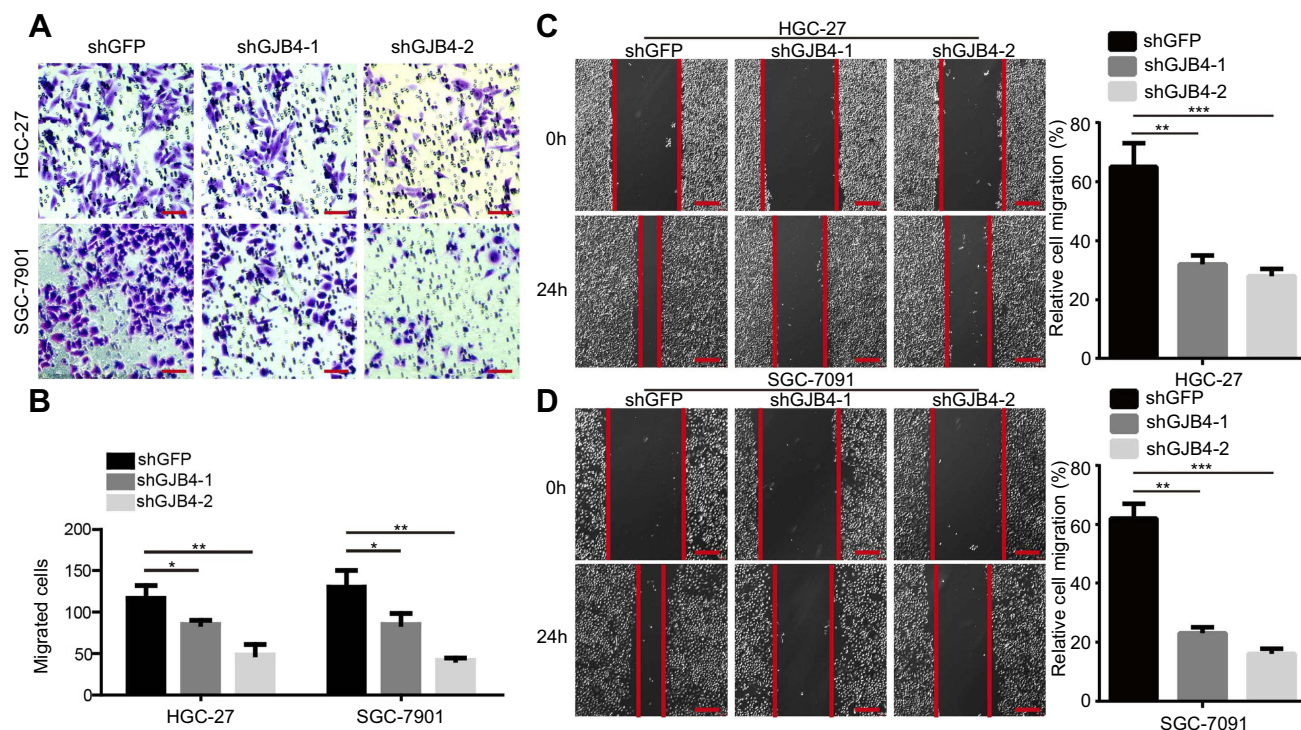 A
shGFP shGJB4-1 shGJB4-2
HGC-27
SGC-7901
B
shGFP
shGJB4-1
shGJB4-2
Migrated cells
200
150
100
50
0
* ** * **
HGC-27 SGC-7901
C
HGC-27
shGFP shGJB4-1 shGJB4-2
0h
24h
shGFP
shGJB4-1
shGJB4-2
Relative cell migration (%)
80
60
40
20
0
***
**
HGC-27
D
SGC-7091
shGFP shGJB4-1 shGJB4-2
0h
24h
shGFP
shGJB4-1
shGJB4-2
Relative cell migration (%)
80
60
40
20
0
***
**
SGC-7091